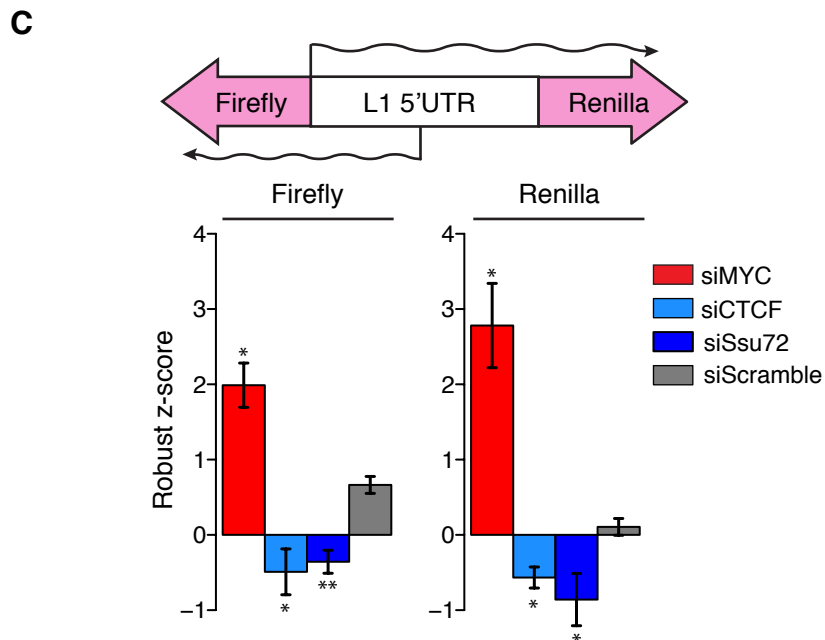 C
Firefly L1 5'UTR Renilla
Firefly Renilla
Robust z-score
4
3
2
1
0
−1
*
*
**
4
3
2
1
0
−1
*
*
*
siMYC
siCTCF
siSsu72
siScramble